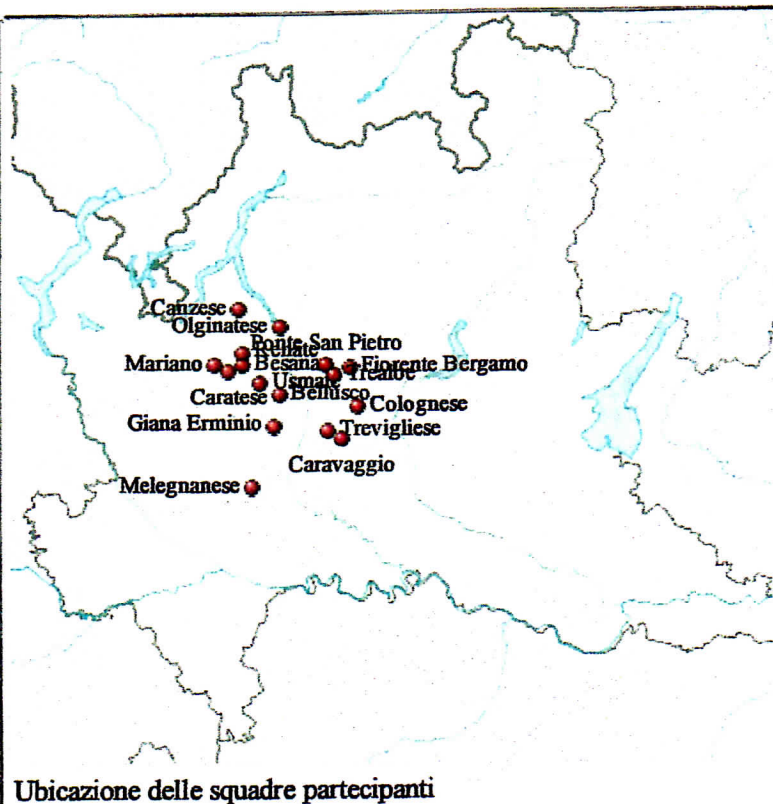 Canzese
Olginatese
Ponte San Pietro
Renate
Mariano
Besana
Fiorente Bergamo
Usmate
Caratese
Bellusco
Colognese
Giana Erminio
Trevigliese
Caravaggio
Melegnanese
Ubicazione delle squadre partecipanti